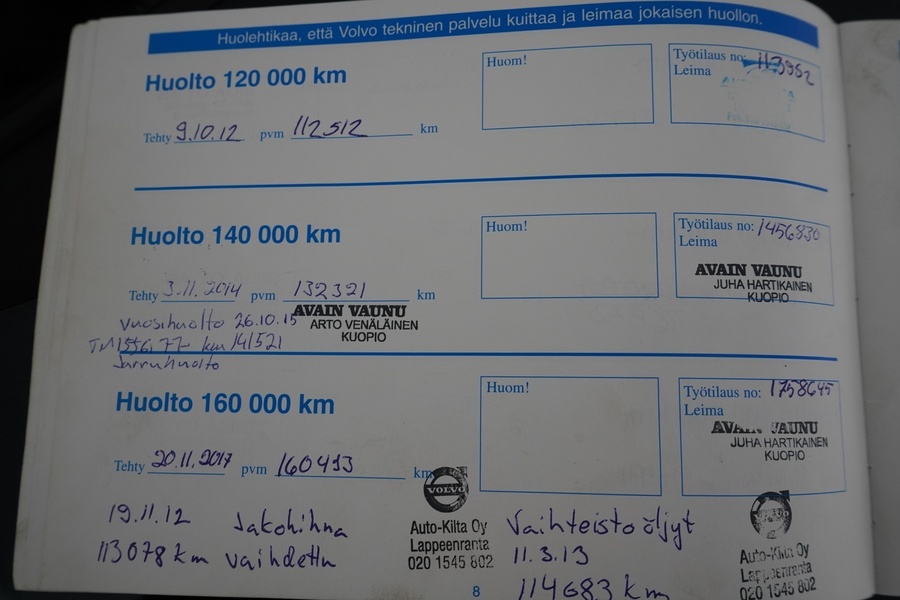 Huolehtikaa, että Volvo tekninen palvelu kuittaa ja leimaa jokaisen huollon.
Huolto 120 000 km
Tehty 9.10.12 pvm 112512 km
Huom!
Työtilaus no: 113952
Leima
Huolto 140 000 km
Tehty 3.11.2014 pvm 132321 km
Huom!
Työtilaus no: 1456830
Leima
AVAIN VAUNU
JUHA HARTIKAINEN
KUOPIO
AVAIN VAUNU
ARTO VENÄLÄINEN
KUOPIO
Vuosihuolto 26.10.15
km 141521
Jarruhuolto
Huolto 160 000 km
Tehty 20.11.2017 pvm 160413 km
Huom!
Työtilaus no: 1758645
Leima
AVAIN VAUNU
JUHA HARTIKAINEN
KUOPIO
19.11.12 Jakohihna
113078 km vaihdettu
VOLVO
Auto-Kilta Oy
Lappeenranta
020 1545 802
Vaihteisto öljyt
11.3.13
114683 km
Auto-Kilta Oy
Lappeenranta
020 1545 802
8